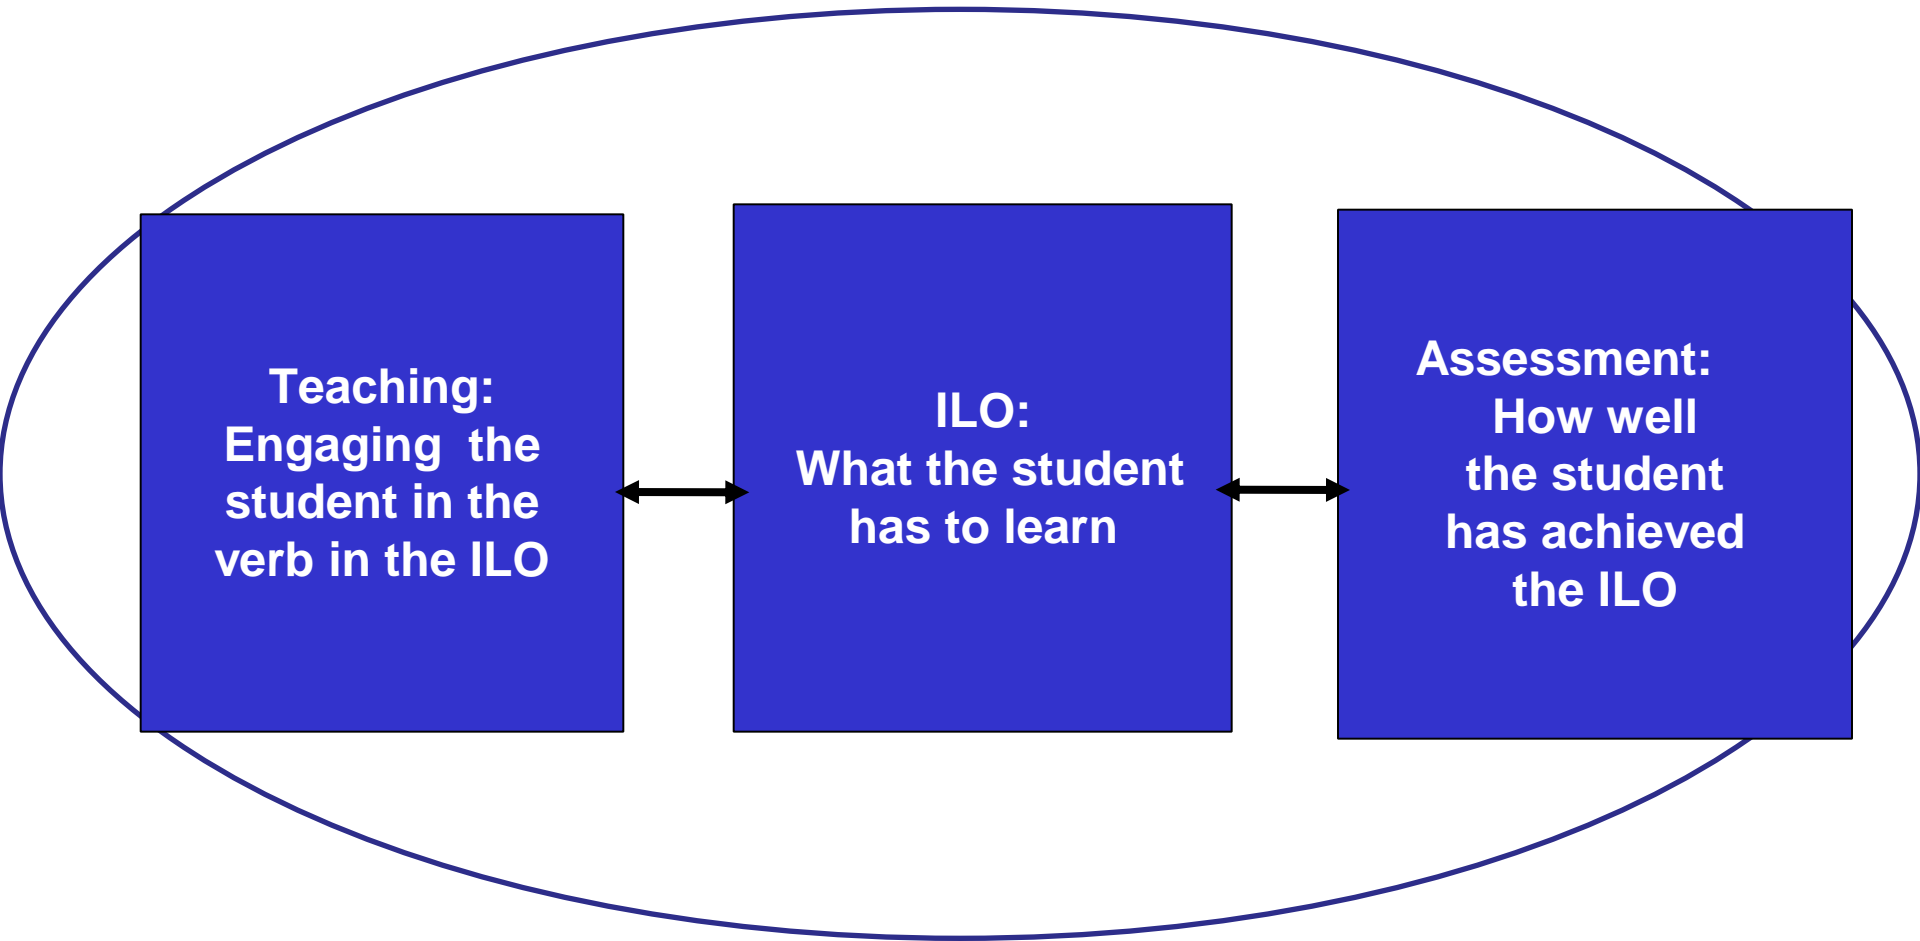 Teaching:
Engaging  the
student in the
verb in the ILO
ILO:
What the student
has to learn
Assessment:
How well
the student
has achieved
the ILO